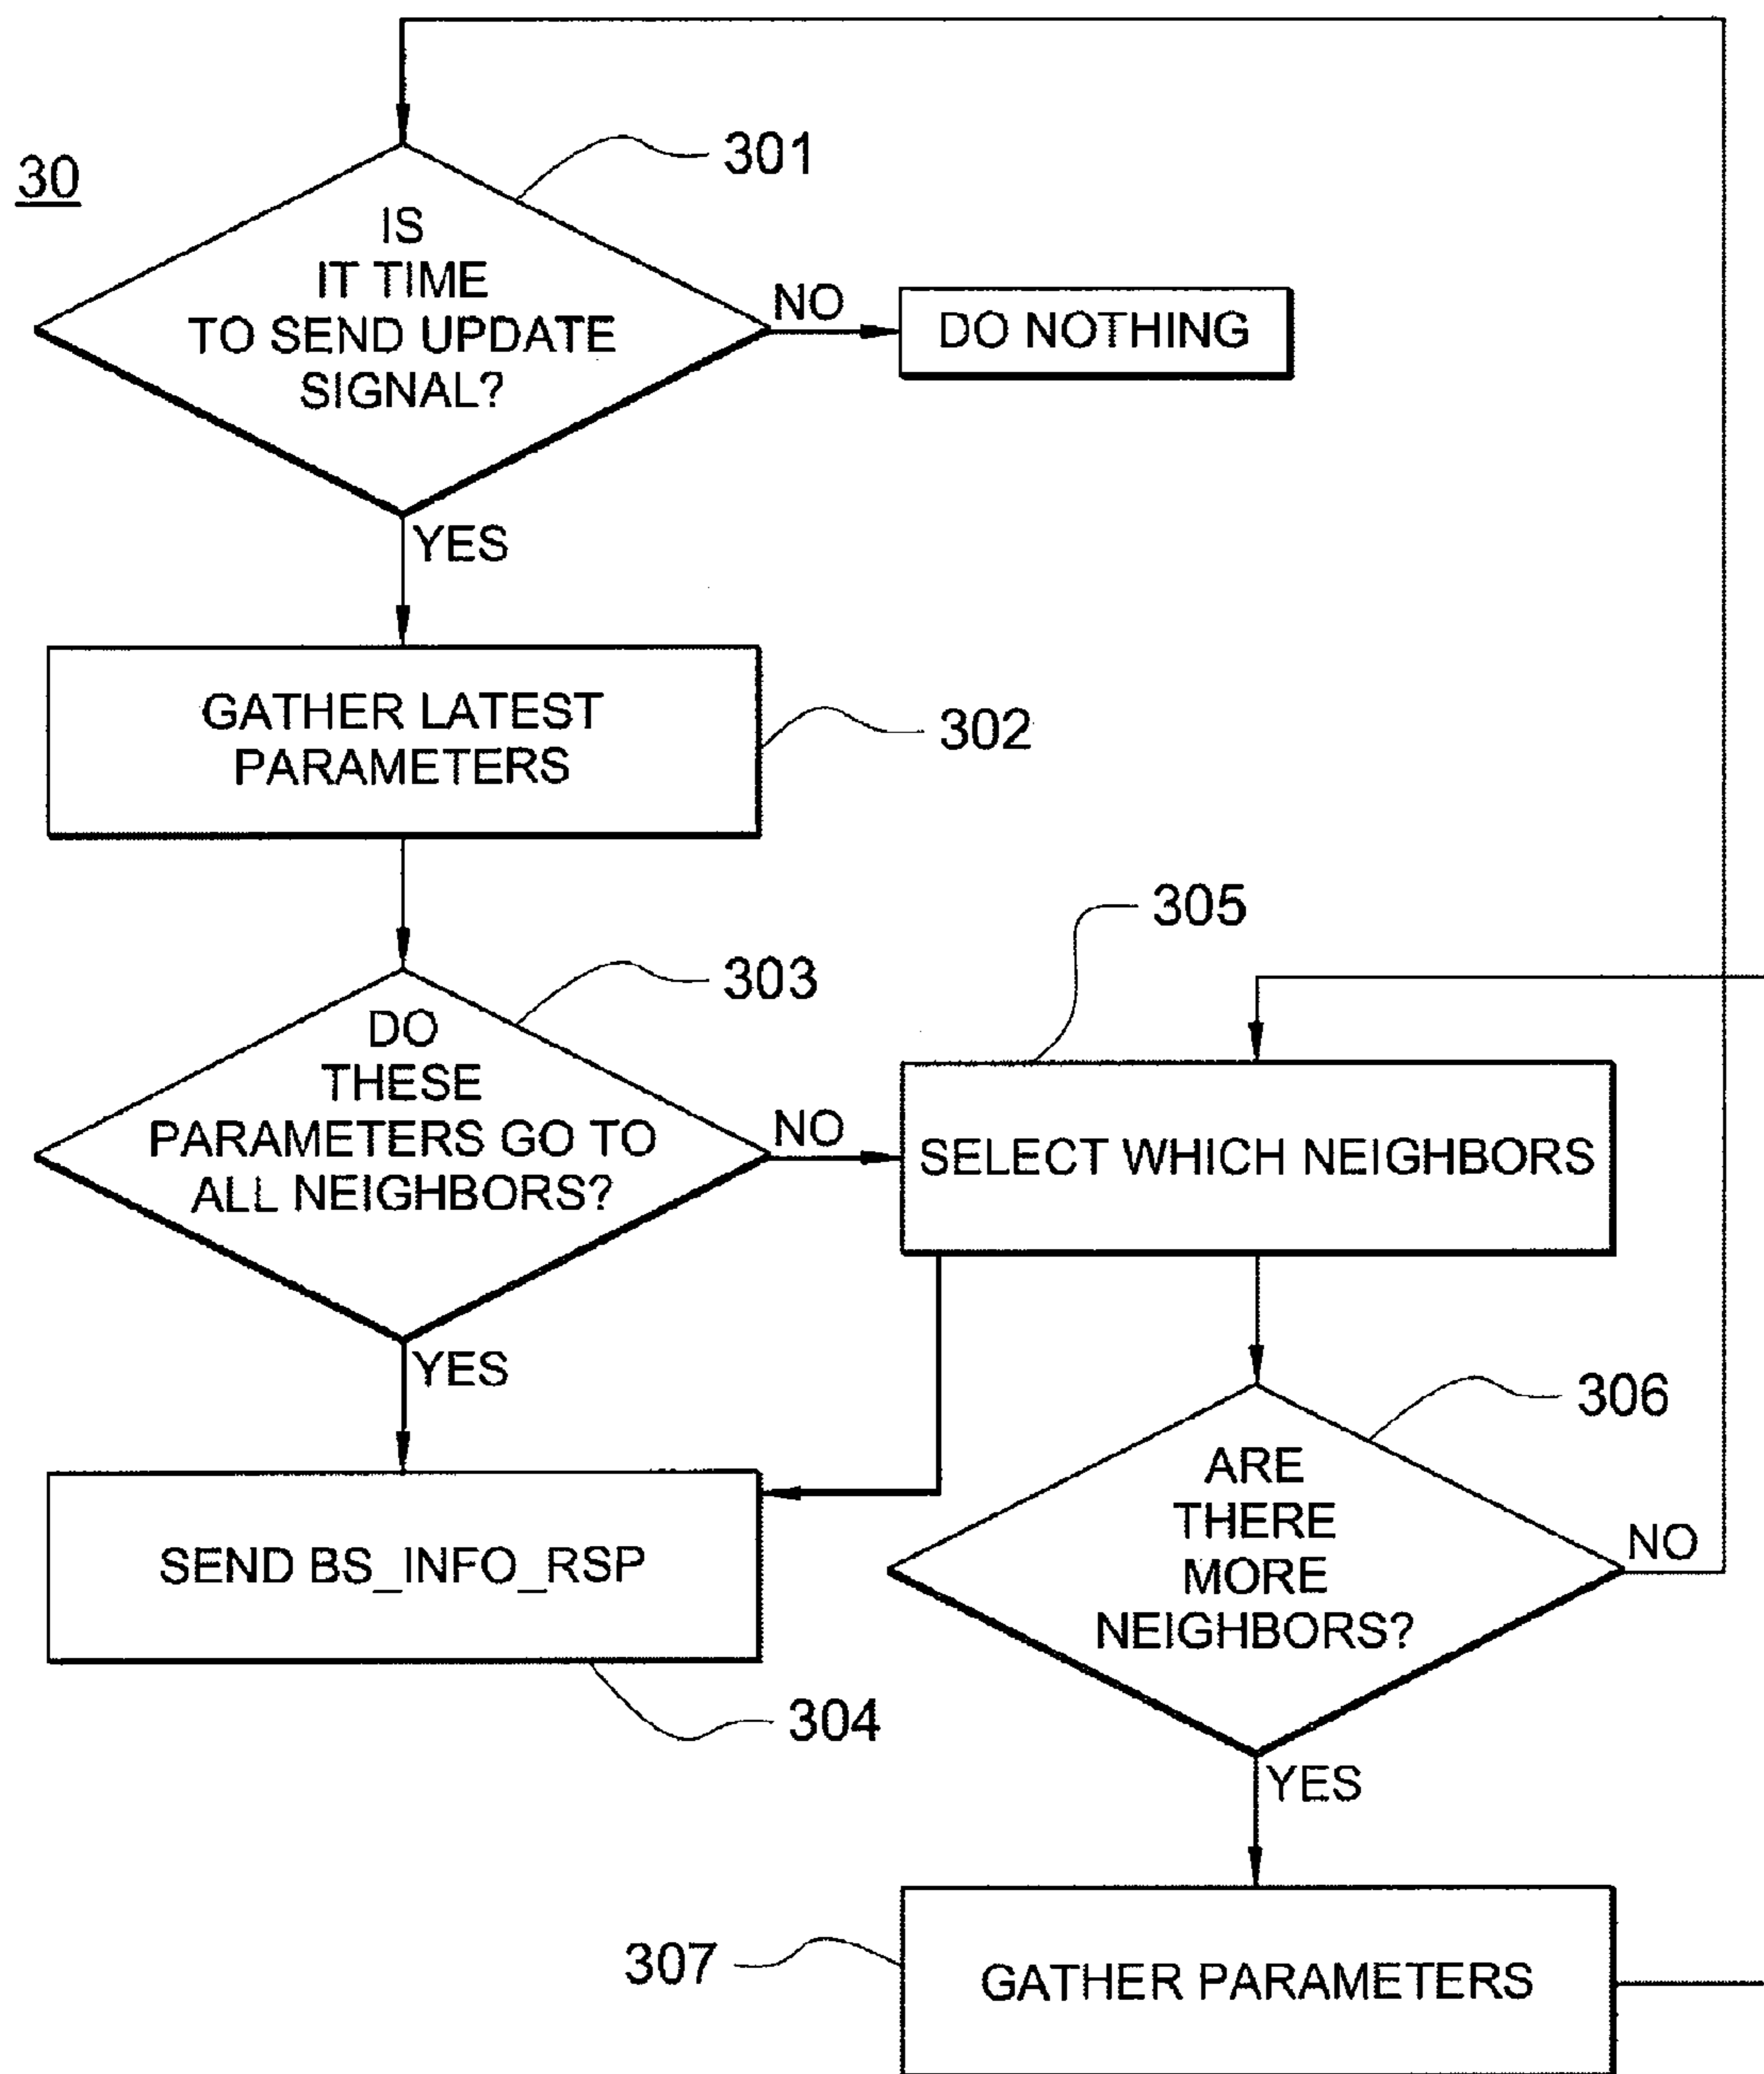 30
301
IS
IT TIME
TO SEND UPDATE
SIGNAL?
NO
DO NOTHING
YES
GATHER LATEST
PARAMETERS
302
303
DO
THESE
PARAMETERS GO TO
ALL NEIGHBORS?
NO
YES
305
SELECT WHICH NEIGHBORS
SEND BS_INFO_RSP
304
306
ARE
THERE
MORE
NEIGHBORS?
NO
YES
307
GATHER PARAMETERS